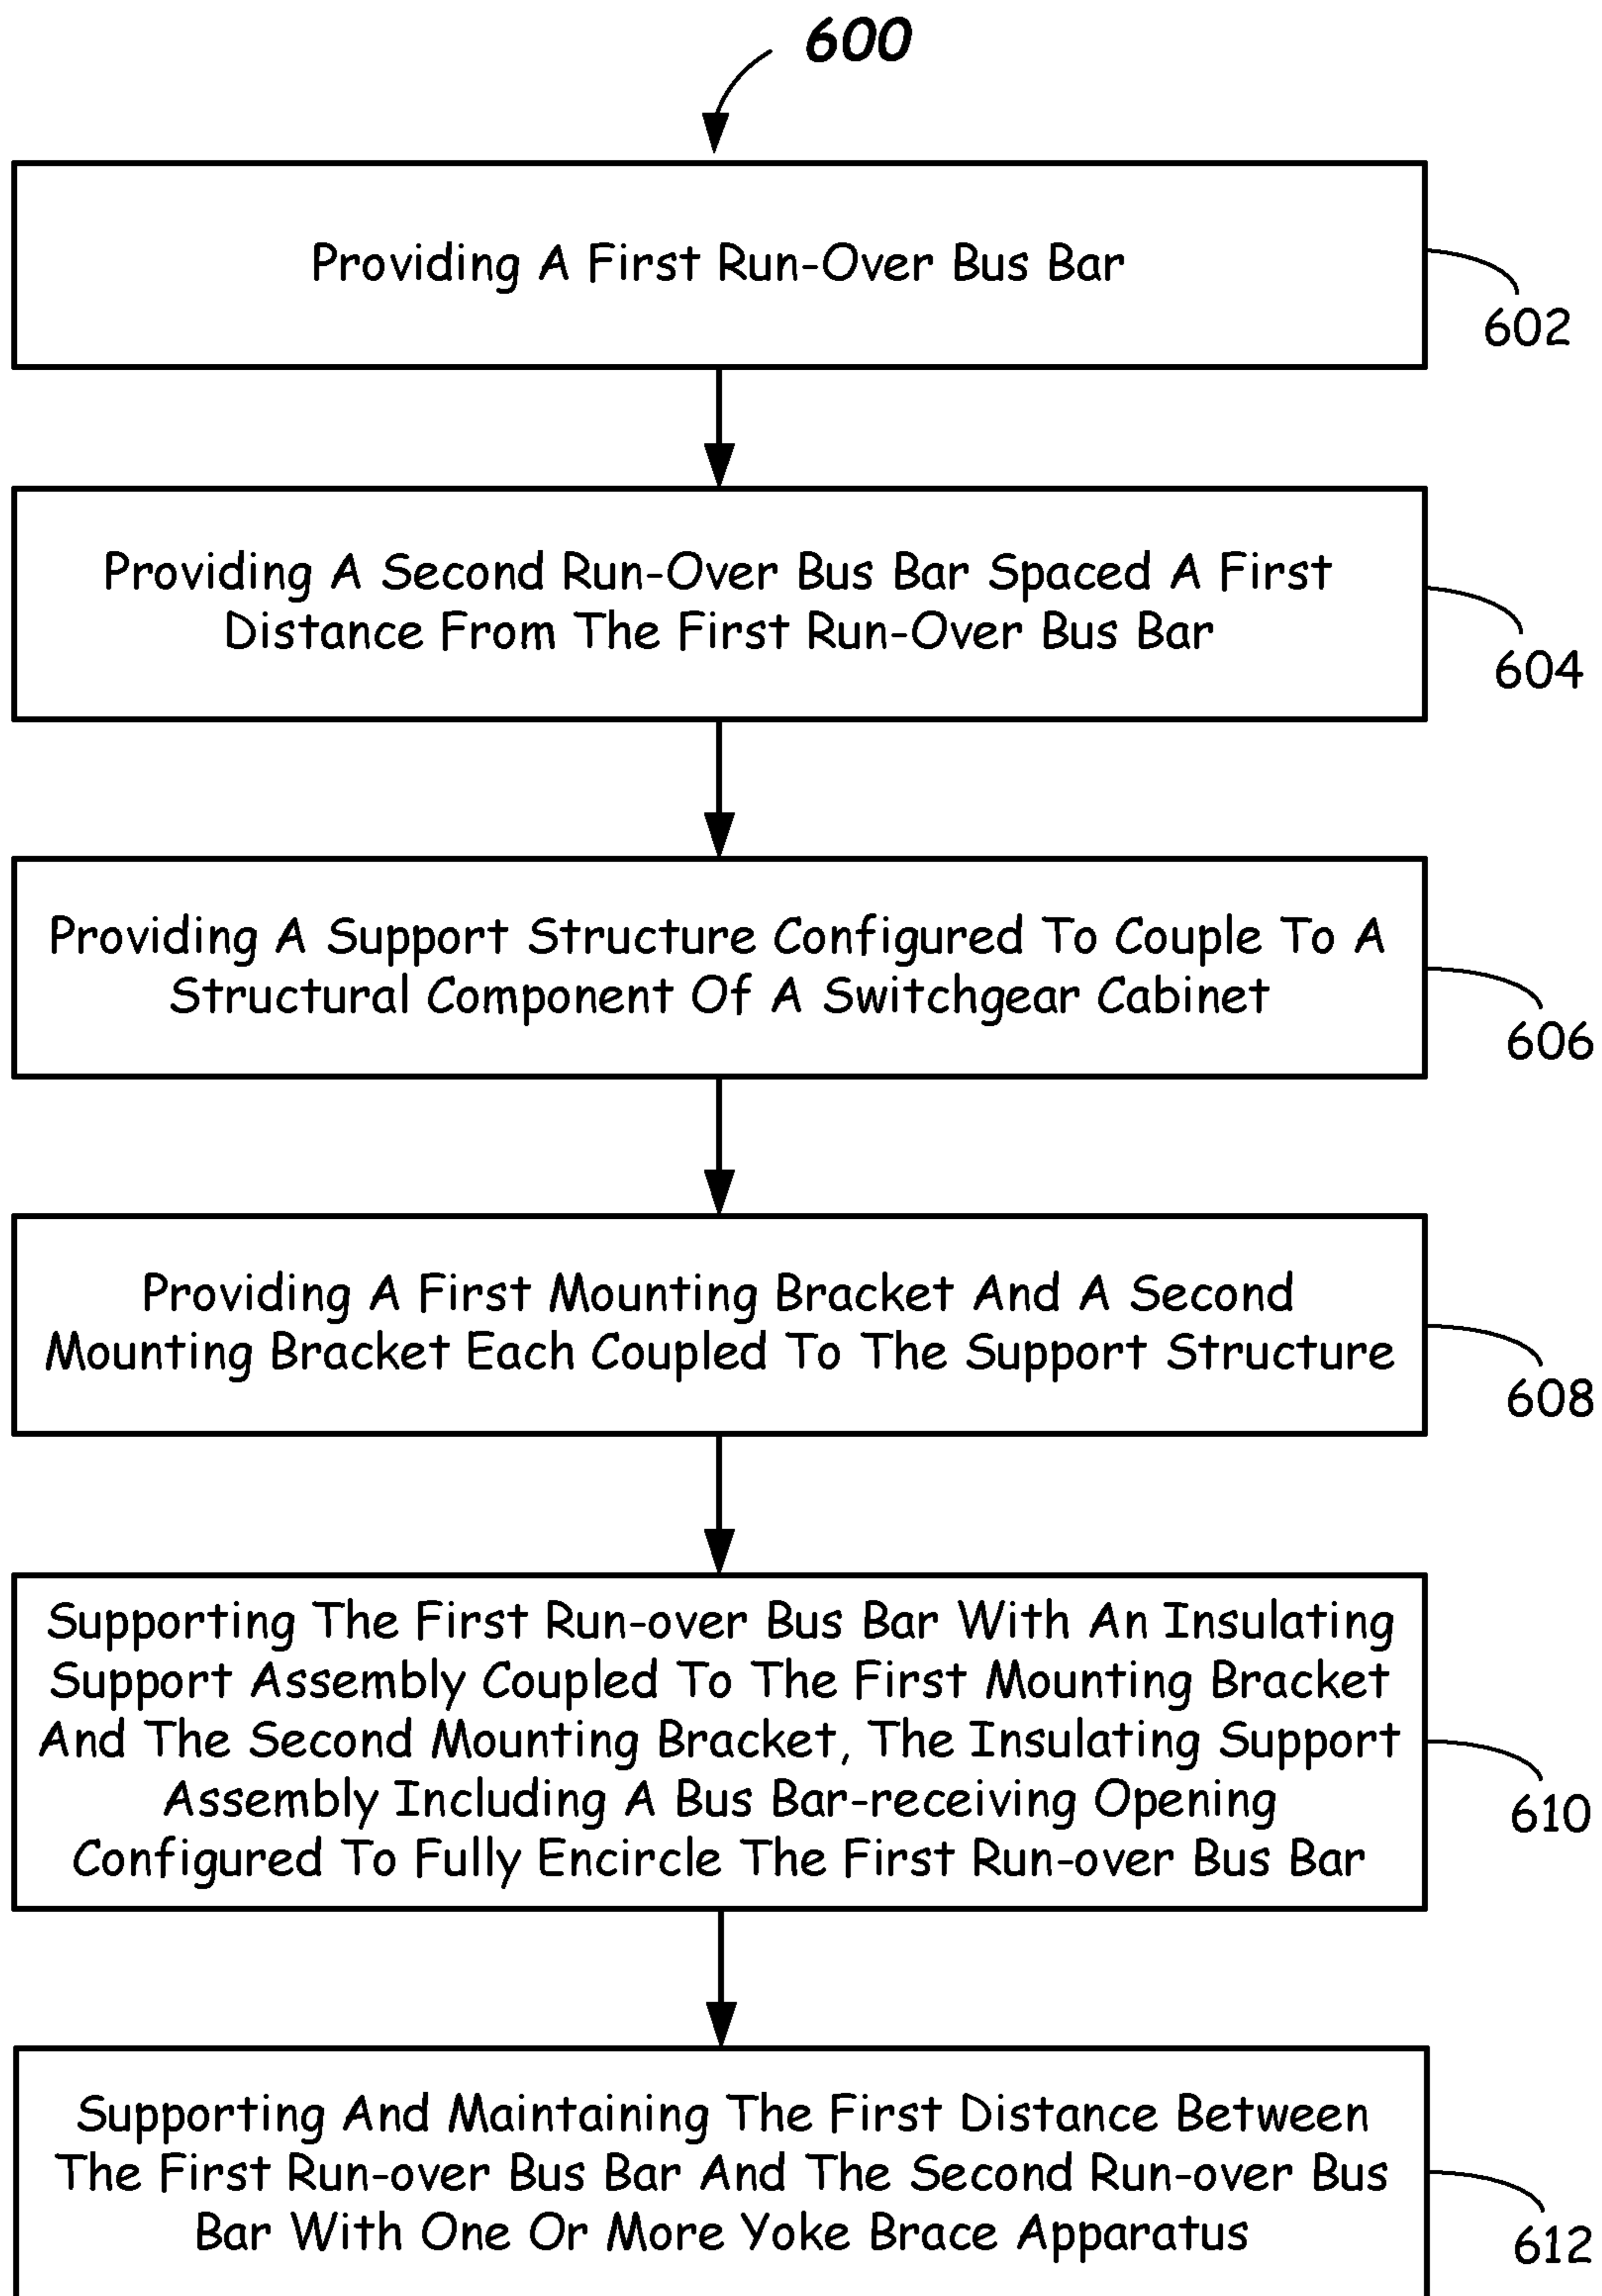 600
Providing A First Run-Over Bus Bar
602
Providing A Second Run-Over Bus Bar Spaced A First
Distance From The First Run-Over Bus Bar
604
Providing A Support Structure Configured To Couple To A
Structural Component Of A Switchgear Cabinet
606
Providing A First Mounting Bracket And A Second
Mounting Bracket Each Coupled To The Support Structure
608
Supporting The First Run-over Bus Bar With An Insulating
Support Assembly Coupled To The First Mounting Bracket
And The Second Mounting Bracket, The Insulating Support
Assembly Including A Bus Bar-receiving Opening
Configured To Fully Encircle The First Run-over Bus Bar
610
Supporting And Maintaining The First Distance Between
The First Run-over Bus Bar And The Second Run-over Bus
Bar With One Or More Yoke Brace Apparatus
612